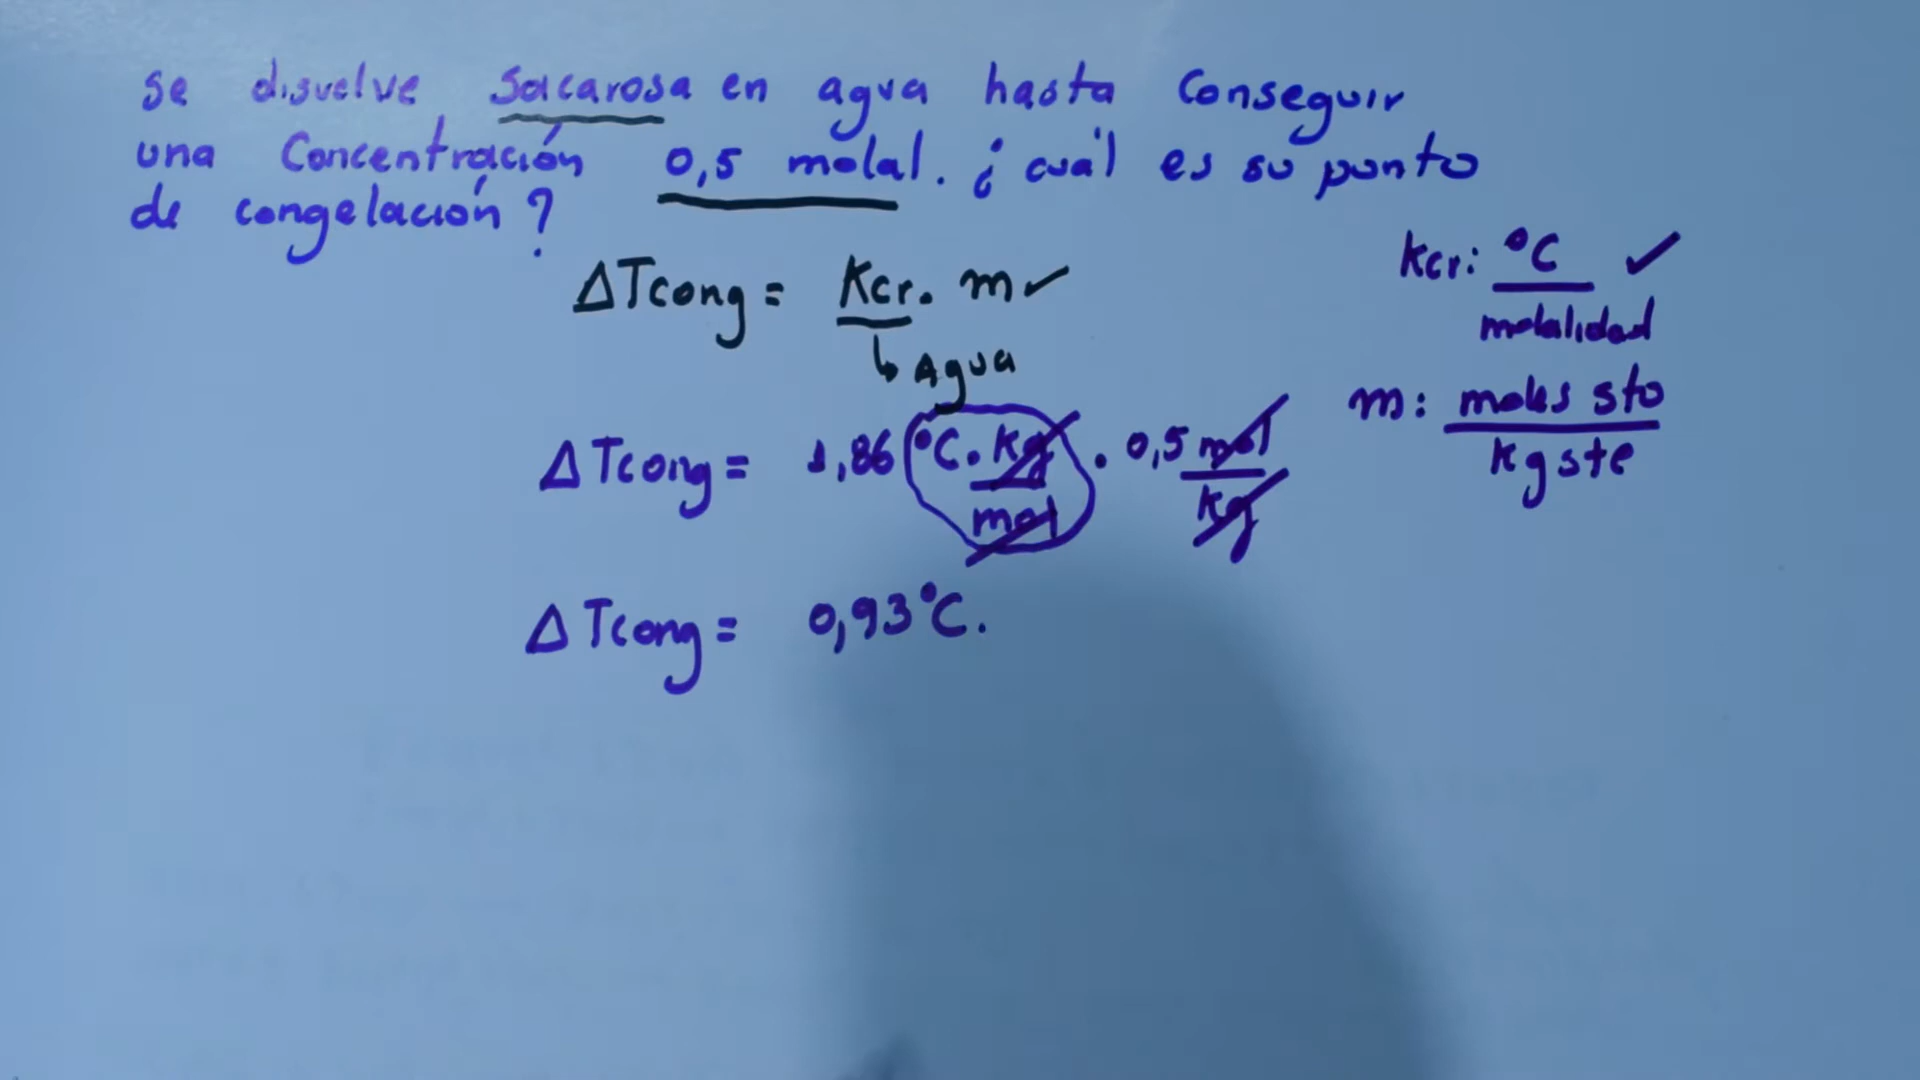 se disuelve sacarosa en agua hasta conseguir
una concentración 0,5 molal. ¿cuál es su punto
de congelación?
ΔTcong = Kcr. m ✓
↳ Agua
kcr: °C / molalidad ✓
m: moles sto / kg ste
ΔTcong = 1,86 °C. kg / mol . 0,5 mol / kg
ΔTcong = 0,93°C.